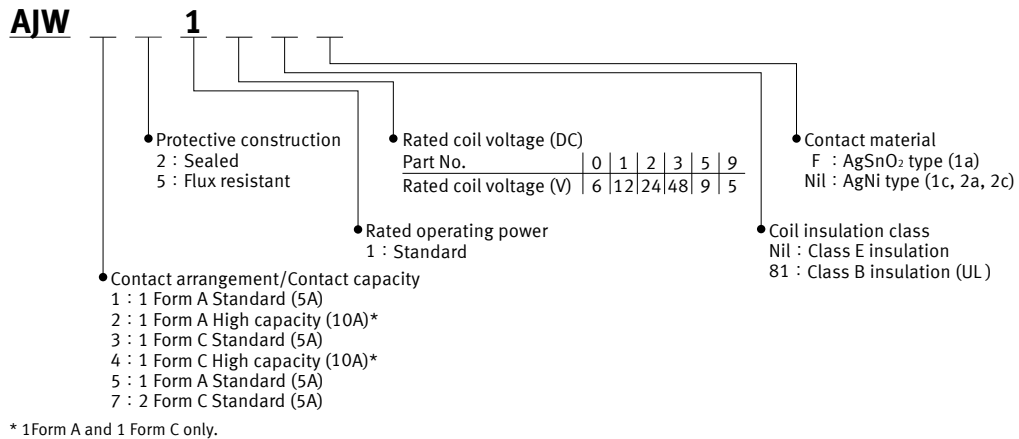 AJW 1
Protective construction
2 : Sealed
5 : Flux resistant
Rated coil voltage (DC)
Part No. 0 1 2 3 5 9
Rated coil voltage (V) 6 12 24 48 9 5
Contact material
F : AgSnO₂ type (1a)
Nil : AgNi type (1c, 2a, 2c)
Rated operating power
1 : Standard
Coil insulation class
Nil : Class E insulation
81 : Class B insulation (UL)
Contact arrangement/Contact capacity
1 : 1 Form A Standard (5A)
2 : 1 Form A High capacity (10A)*
3 : 1 Form C Standard (5A)
4 : 1 Form C High capacity (10A)*
5 : 1 Form A Standard (5A)
7 : 2 Form C Standard (5A)
* 1Form A and 1 Form C only.